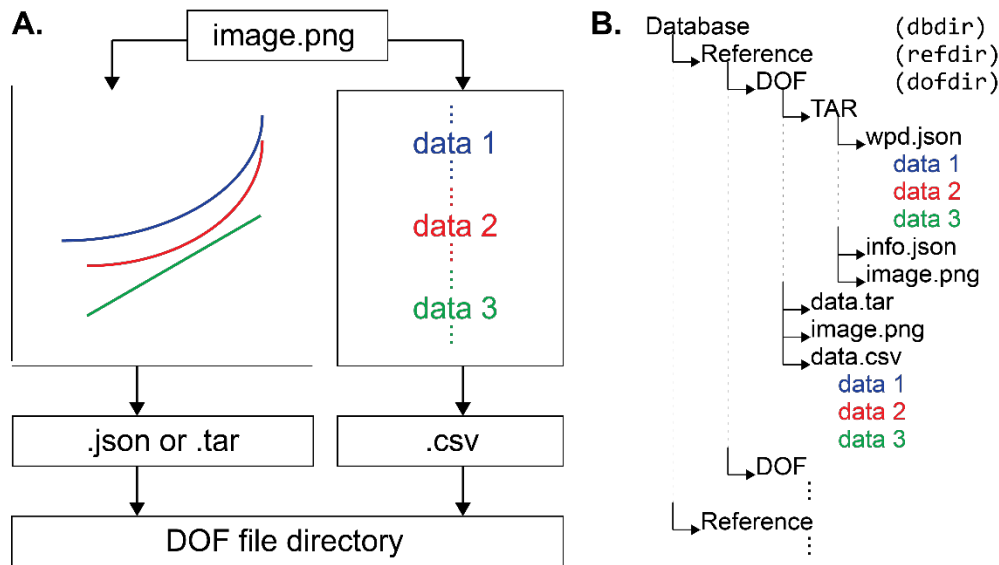 A.
image.png
data 1
data 2
data 3
.json or .tar
.csv
DOF file directory
B.
Database (dbdir)
Reference (refdir)
DOF (dofdir)
TAR
wpd.json
data 1
data 2
data 3
info.json
image.png
data.tar
image.png
data.csv
data 1
data 2
data 3
DOF
Reference